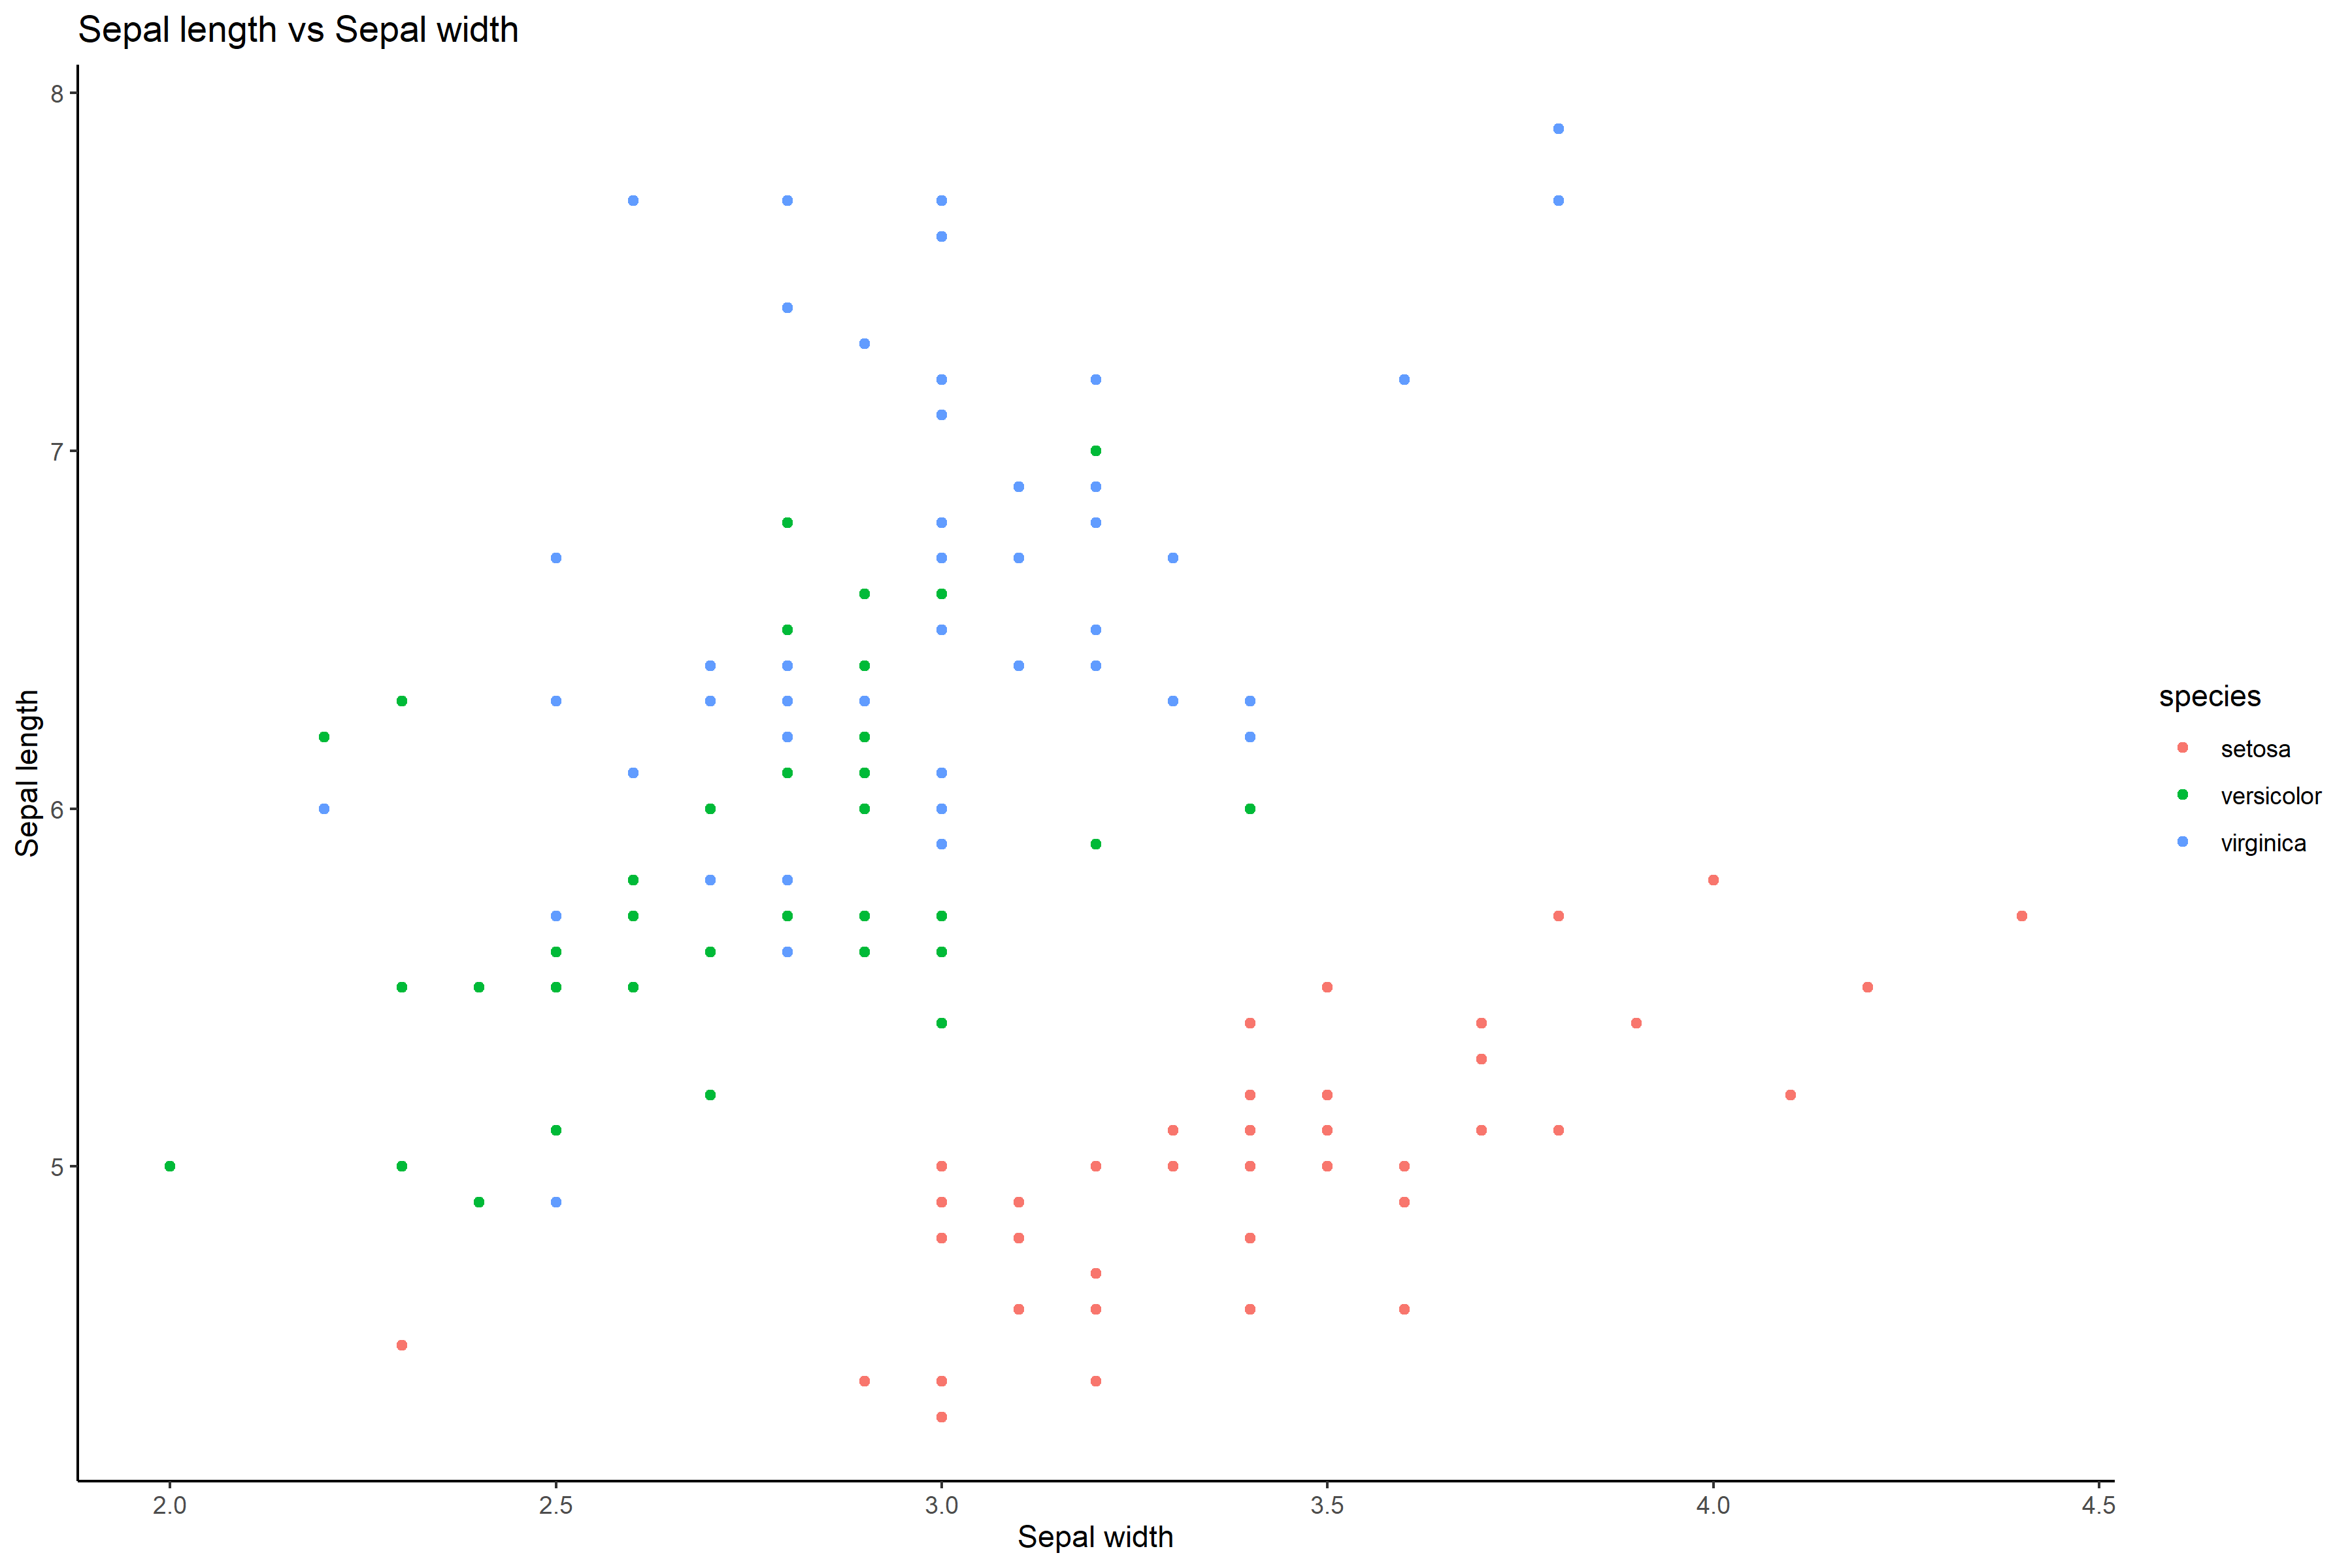 Sepal length vs Sepal width
8
7
6
5
Sepal length
2.0 2.5 3.0 3.5 4.0 4.5
Sepal width
species
setosa
versicolor
virginica